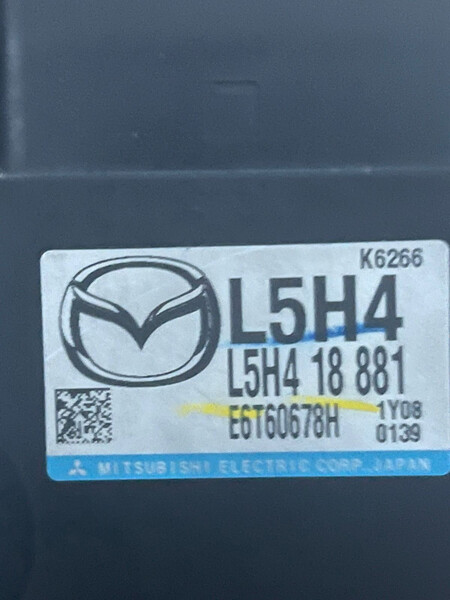 K6266
L5H4
L5H4 18 881
E6T60678H
1Y08
0139
MITSUBISHI ELECTRIC CORP., JAPAN